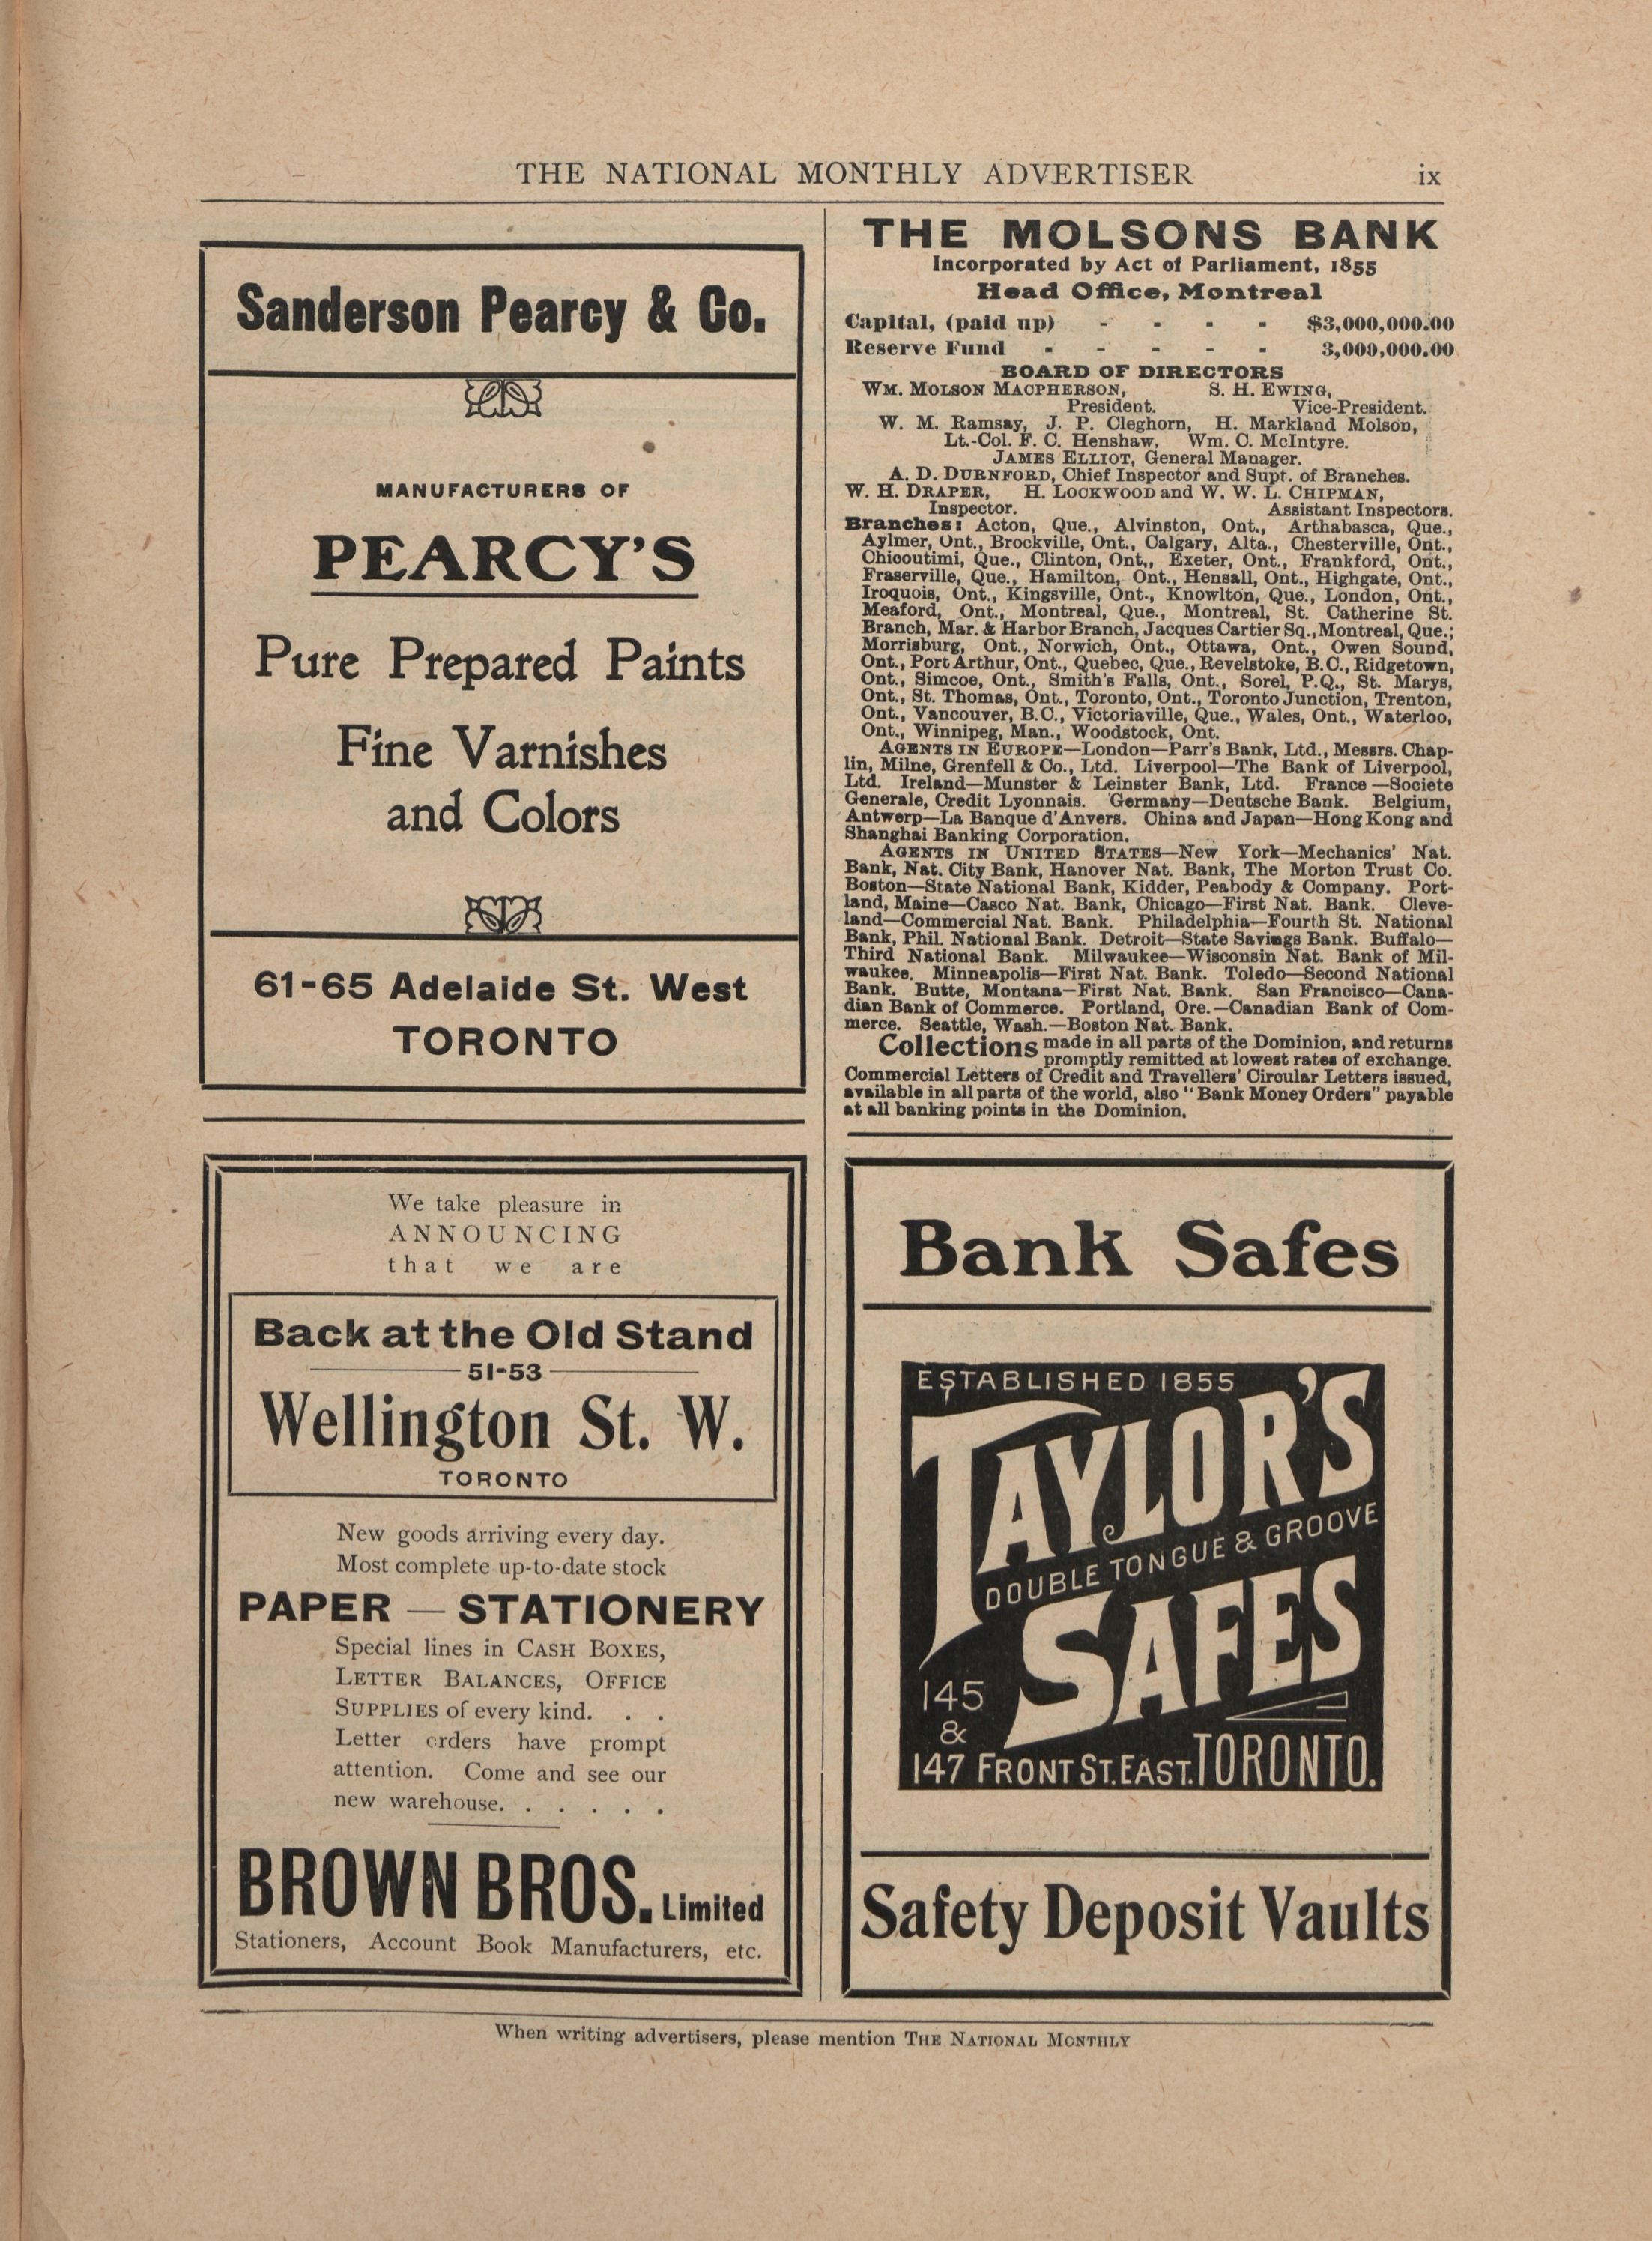 THE NATIONAL MONTHLY ADVERTISER ix
Sanderson Pearcy & Co.
MANUFACTURERS OF
PEARCY'S
Pure Prepared Paints
Fine Varnishes
and Colors
61-65 Adelaide St. West
TORONTO
We take pleasure in
ANNOUNCING
that we are
Back at the Old Stand
51-53
Wellington St. W.
TORONTO
New goods arriving every day.
Most complete up-to-date stock
PAPER — STATIONERY
Special lines in CASH BOXES,
LETTER BALANCES, OFFICE
SUPPLIES of every kind. . .
Letter orders have prompt
attention. Come and see our
new warehouse. . . . . .
BROWN BROS. Limited
Stationers, Account Book Manufacturers, etc.
THE MOLSONS BANK
Incorporated by Act of Parliament, 1855
Head Office, Montreal
Capital, (paid up) - - - - $3,000,000.00
Reserve Fund - - - - - 3,000,000.00
BOARD OF DIRECTORS
WM. MOLSON MACPHERSON, S. H. EWING,
President. Vice-President.
W. M. Ramsay, J. P. Cleghorn, H. Markland Molson,
Lt.-Col. F. C. Henshaw, Wm. C. McIntyre.
JAMES ELLIOT, General Manager.
A. D. DURNFORD, Chief Inspector and Supt. of Branches.
W. H. DRAPER, H. LOCKWOOD and W. W. L. CHIPMAN,
Inspector. Assistant Inspectors.
Branches: Acton, Que., Alvinston, Ont., Arthabasca, Que.,
Aylmer, Ont., Brockville, Ont., Calgary, Alta., Chesterville, Ont.,
Chicoutimi, Que., Clinton, Ont., Exeter, Ont., Frankford, Ont.,
Fraserville, Que., Hamilton, Ont., Hensall, Ont., Highgate, Ont.,
Iroquois, Ont., Kingsville, Ont., Knowlton, Que., London, Ont.,
Meaford, Ont., Montreal, Que., Montreal, St. Catherine St.
Branch, Mar. & Harbor Branch, Jacques Cartier Sq., Montreal, Que.;
Morrisburg, Ont., Norwich, Ont., Ottawa, Ont., Owen Sound,
Ont., Port Arthur, Ont., Quebec, Que., Revelstoke, B.C., Ridgetown,
Ont., Simcoe, Ont., Smith's Falls, Ont., Sorel, P.Q., St. Marys,
Ont., St. Thomas, Ont., Toronto, Ont., Toronto Junction, Trenton,
Ont., Vancouver, B.C., Victoriaville, Que., Wales, Ont., Waterloo,
Ont., Winnipeg, Man., Woodstock, Ont.
AGENTS IN EUROPE—London—Parr's Bank, Ltd., Messrs. Chap-
lin, Milne, Grenfell & Co., Ltd. Liverpool—The Bank of Liverpool,
Ltd. Ireland—Munster & Leinster Bank, Ltd. France—Societe
Generale, Credit Lyonnais. Germany—Deutsche Bank. Belgium,
Antwerp—La Banque d'Anvers. China and Japan—Hong Kong and
Shanghai Banking Corporation.
AGENTS IN UNITED STATES—New York—Mechanics' Nat.
Bank, Nat. City Bank, Hanover Nat. Bank, The Morton Trust Co.
Boston—State National Bank, Kidder, Peabody & Company. Port-
land, Maine—Casco Nat. Bank, Chicago—First Nat. Bank. Cleve-
land—Commercial Nat. Bank. Philadelphia—Fourth St. National
Bank, Phil. National Bank. Detroit—State Savings Bank. Buffalo—
Third National Bank. Milwaukee—Wisconsin Nat. Bank of Mil-
waukee. Minneapolis—First Nat. Bank. Toledo—Second National
Bank. Butte, Montana—First Nat. Bank. San Francisco—Cana-
dian Bank of Commerce. Portland, Ore.—Canadian Bank of Com-
merce. Seattle, Wash.—Boston Nat. Bank.
Collections made in all parts of the Dominion, and returns
promptly remitted at lowest rates of exchange.
Commercial Letters of Credit and Travellers' Circular Letters issued,
available in all parts of the world, also "Bank Money Orders" payable
at all banking points in the Dominion.
Bank Safes
ESTABLISHED 1855
TAYLOR'S
DOUBLE TONGUE & GROOVE
SAFES
145
&
147 FRONT ST. EAST. TORONTO.
Safety Deposit Vaults
When writing advertisers, please mention THE NATIONAL MONTHLY